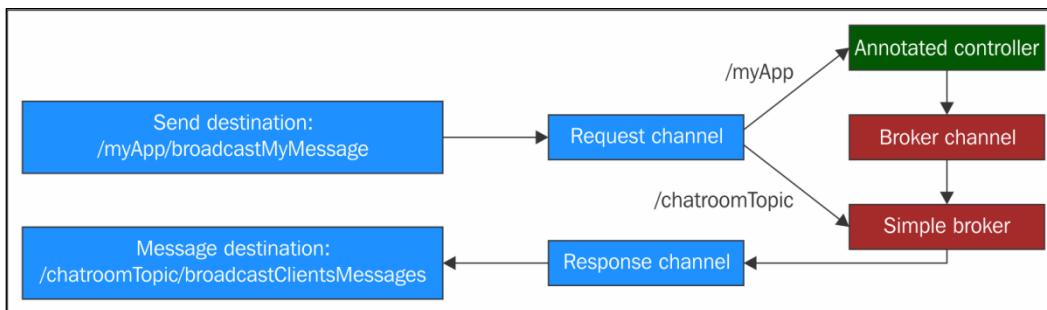 Send destination:
/myApp/broadcastMyMessage
Request channel
/myApp
Annotated controller
Broker channel
/chatroomTopic
Simple broker
Message destination:
/chatroomTopic/broadcastClientsMessages
Response channel